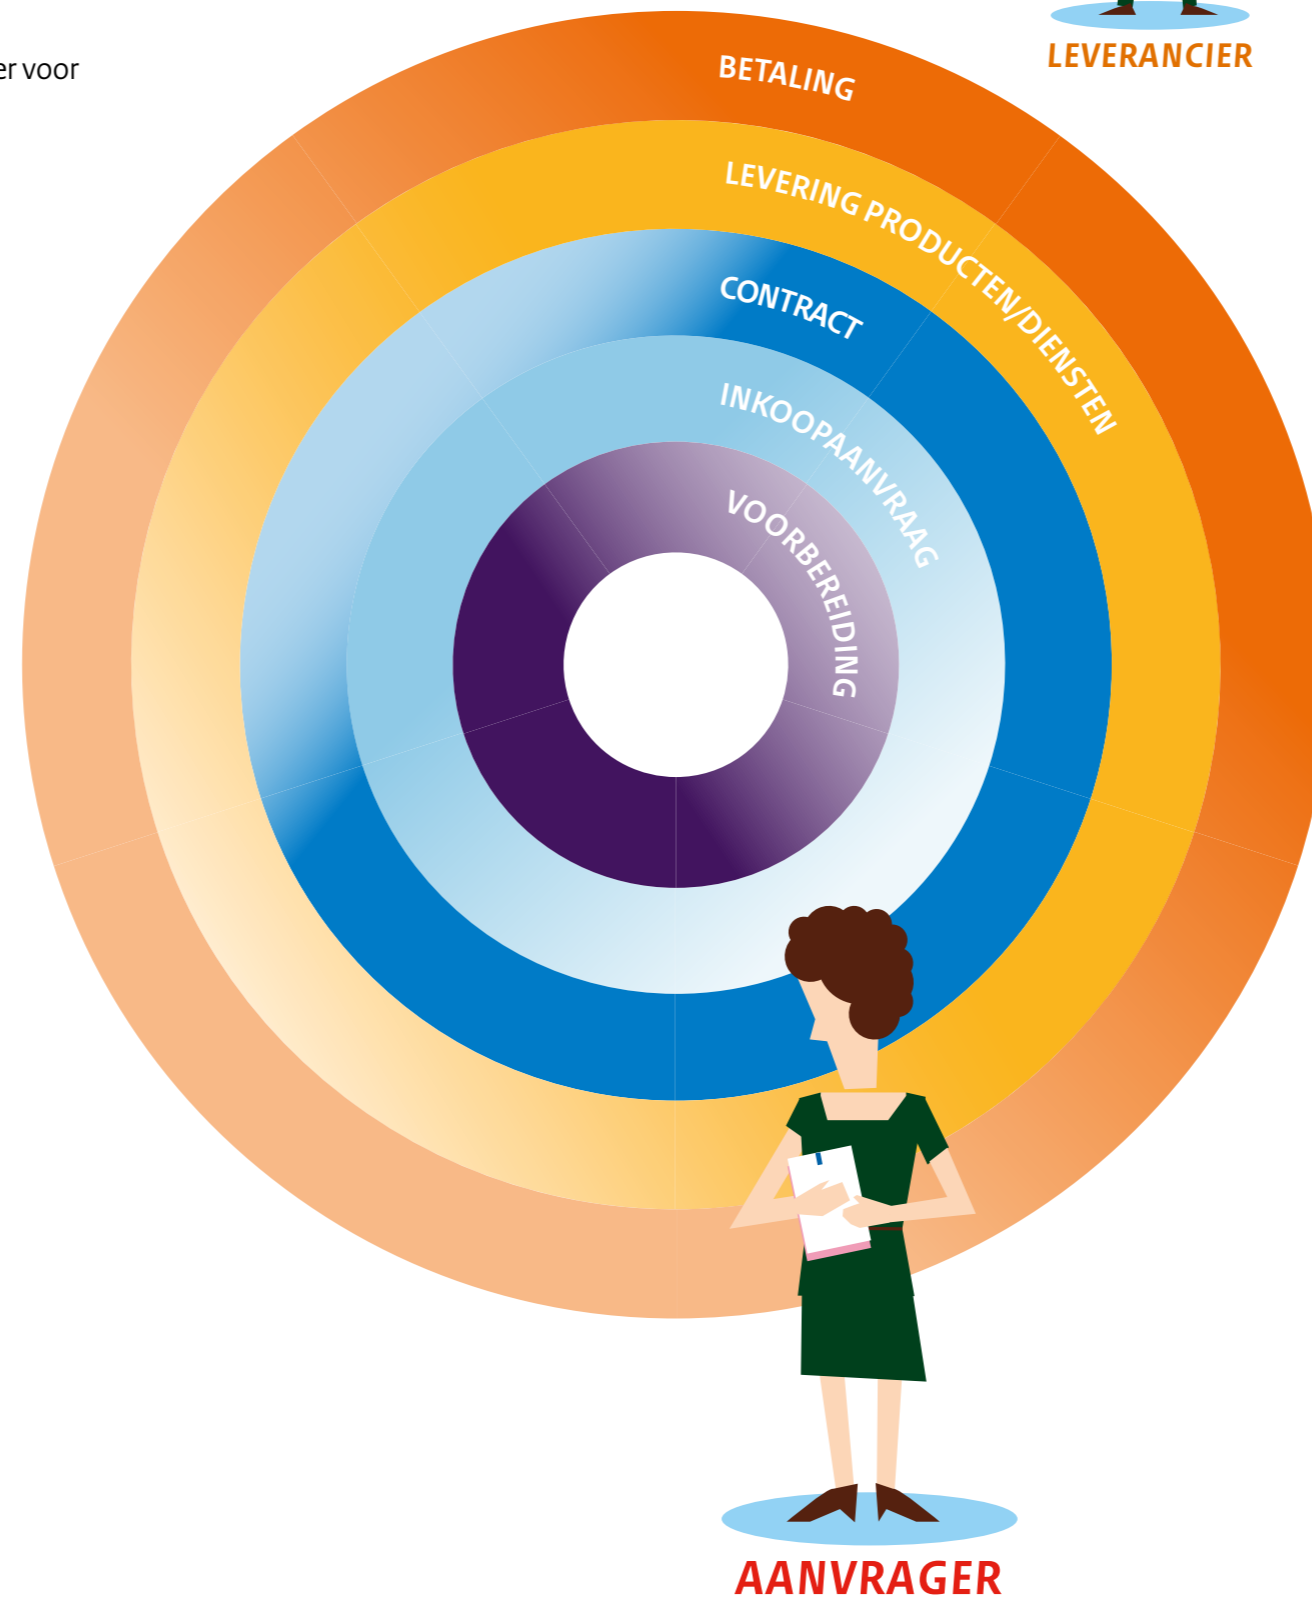 LEVERANCIER
er voor
BETALING
LEVERING PRODUCTEN/DIENSTEN
CONTRACT
INKOOPAANVRAAG
VOORBEREIDING
AANVRAGER